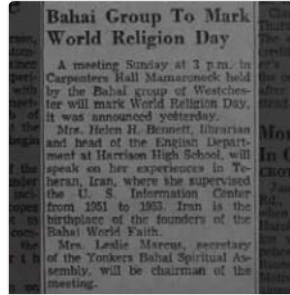 Bahai Group To Mark
World Religion Day
A meeting Sunday at 3 p.m. in
Carpenters Hall Mamaroneck held
by the Bahai group of Westches-
ter will mark World Religion Day,
it was announced yesterday.
Mrs. Helen H. Bennett, librarian
and head of the English Depart-
ment at Harrison High School, will
speak on her experiences in Te-
heran, Iran, where she supervised
the U. S. Information Center
from 1951 to 1953. Iran is the
birthplace of the founders of the
Bahai World Faith.
Mrs. Leslie Marcus, secretary
of the Yonkers Bahai Spiritual As-
sembly, will be chairman of the
meeting.